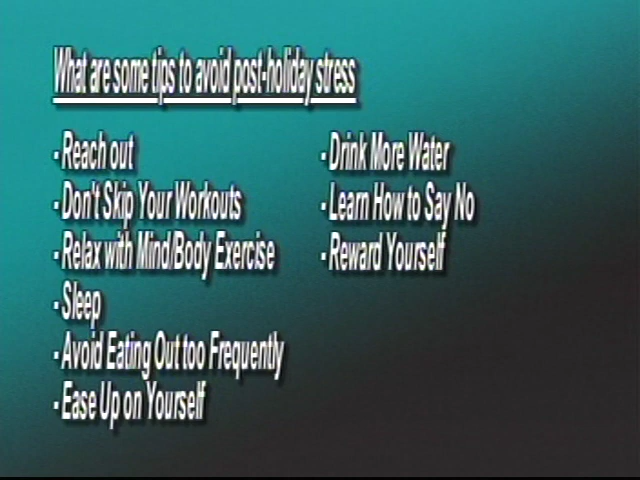 What are some tips to avoid post-holiday stress
- Reach out
- Don't Skip Your Workouts
- Relax with Mind/Body Exercise
- Sleep
- Avoid Eating Out too Frequently
- Ease Up on Yourself
- Drink More Water
- Learn How to Say No
- Reward Yourself